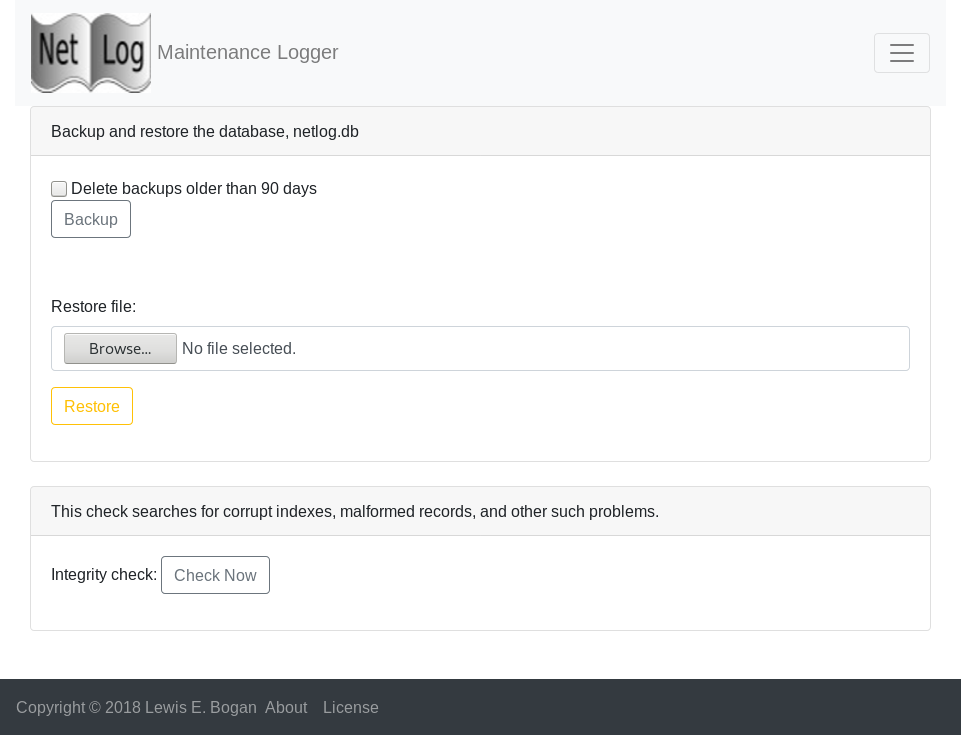 Net Log Maintenance Logger
Backup and restore the database, netlog.db
Delete backups older than 90 days
Backup
Restore file:
Browse... No file selected.
Restore
This check searches for corrupt indexes, malformed records, and other such problems.
Integrity check: Check Now
Copyright © 2018 Lewis E. Bogan About License